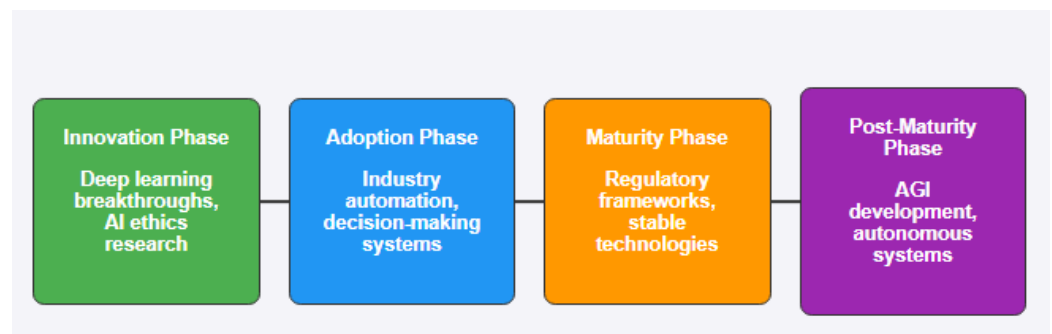 Innovation Phase
Deep learning
breakthroughs,
AI ethics
research
Adoption Phase
Industry
automation,
decision-making
systems
Maturity Phase
Regulatory
frameworks,
stable
technologies
Post-Maturity
Phase
AGI
development,
autonomous
systems